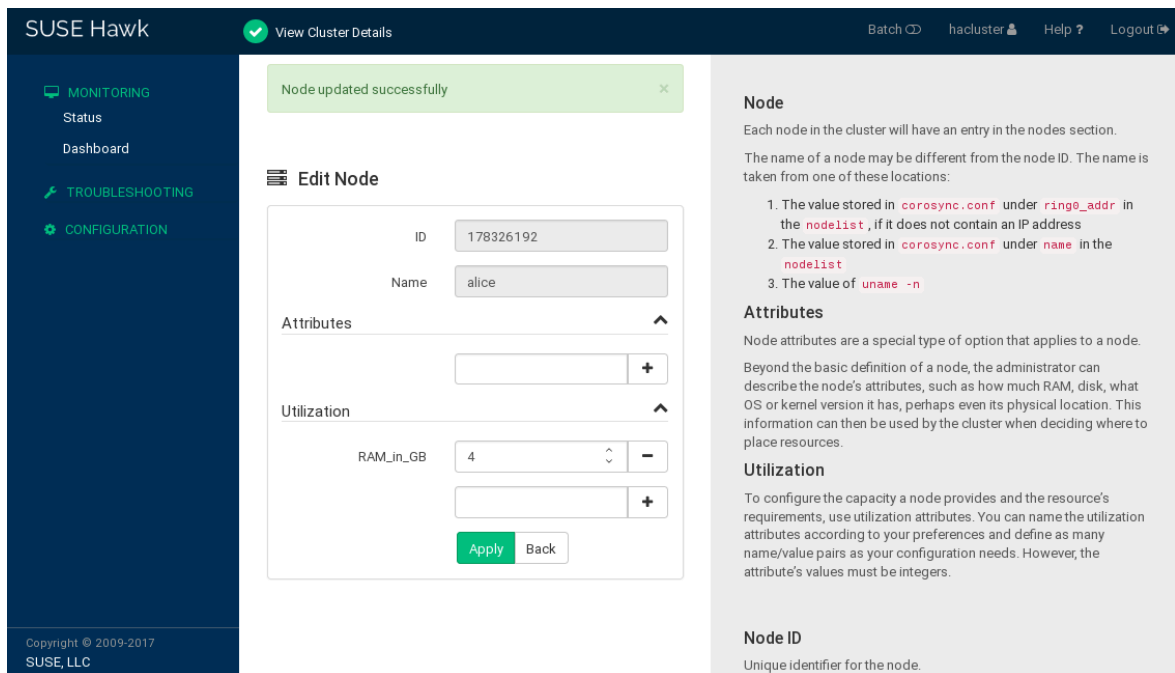 SUSE Hawk
View Cluster Details
Batch
hacluster
Help ?
Logout
MONITORING
Status
Dashboard
TROUBLESHOOTING
CONFIGURATION
Copyright © 2009-2017
SUSE, LLC
Node updated successfully ×
Edit Node
ID 178326192
Name alice
Attributes
+
Utilization
RAM_in_GB 4 −
+
Apply Back
Node
Each node in the cluster will have an entry in the nodes section.
The name of a node may be different from the node ID. The name is
taken from one of these locations:
1. The value stored in corosync.conf under ring0_addr in
the nodelist , if it does not contain an IP address
2. The value stored in corosync.conf under name in the
nodelist
3. The value of uname -n
Attributes
Node attributes are a special type of option that applies to a node.
Beyond the basic definition of a node, the administrator can
describe the node's attributes, such as how much RAM, disk, what
OS or kernel version it has, perhaps even its physical location. This
information can then be used by the cluster when deciding where to
place resources.
Utilization
To configure the capacity a node provides and the resource's
requirements, use utilization attributes. You can name the utilization
attributes according to your preferences and define as many
name/value pairs as your configuration needs. However, the
attribute's values must be integers.
Node ID
Unique identifier for the node.